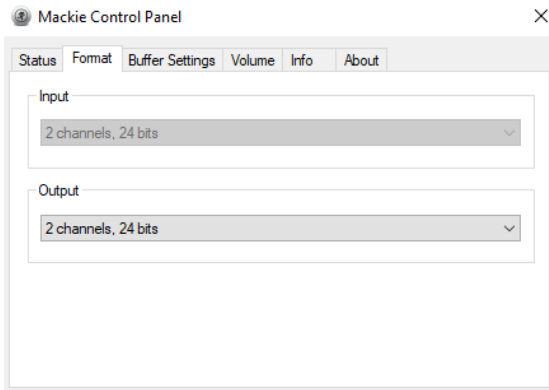 Mackie Control Panel
Status Format Buffer Settings Volume Info About
Input
2 channels, 24 bits
Output
2 channels, 24 bits